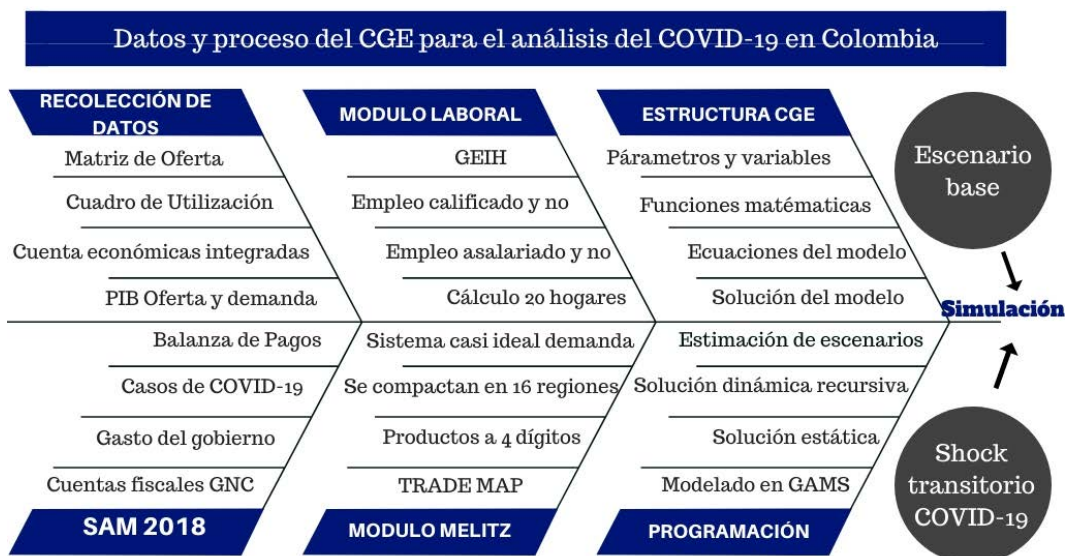 Datos y proceso del CGE para el análisis del COVID-19 en Colombia
RECOLECCIÓN DE
DATOS
Matriz de Oferta
Cuadro de Utilización
Cuenta económicas integradas
PIB Oferta y demanda
Balanza de Pagos
Casos de COVID-19
Gasto del gobierno
Cuentas fiscales GNC
SAM 2018
MODULO LABORAL
GEIH
Empleo calificado y no
Empleo asalariado y no
Cálculo 20 hogares
Sistema casi ideal demanda
Se compactan en 16 regiones
Productos a 4 dígitos
TRADE MAP
MODULO MELITZ
ESTRUCTURA CGE
Párametros y variables
Funciones matématicas
Ecuaciones del modelo
Solución del modelo
Estimación de escenarios
Solución dinámica recursiva
Solución estática
Modelado en GAMS
PROGRAMACIÓN
Escenario
base
Simulación
Shock
transitorio
COVID-19